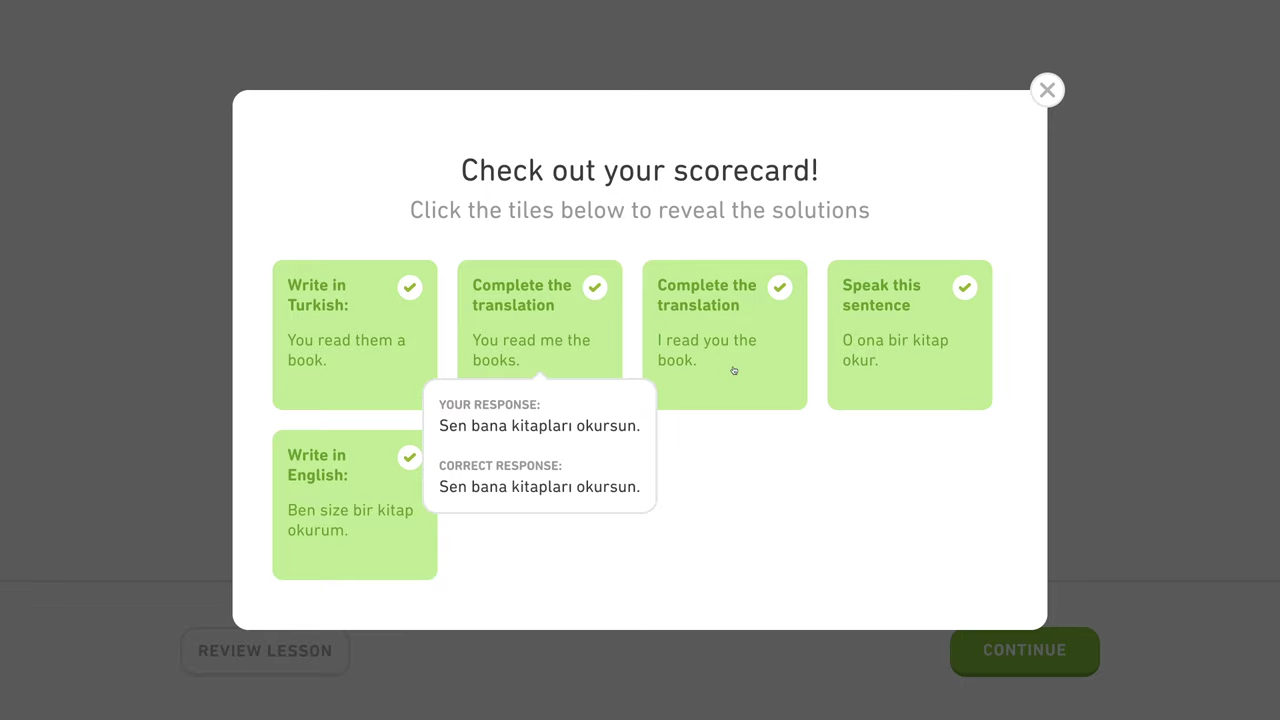 Check out your scorecard!
Click the tiles below to reveal the solutions
Write in
Turkish:
You read them a
book.
Complete the
translation
You read me the
books.
Complete the
translation
I read you the
book.
Speak this
sentence
O ona bir kitap
okur.
YOUR RESPONSE:
Sen bana kitapları okursun.
CORRECT RESPONSE:
Sen bana kitapları okursun.
Write in
English:
Ben size bir kitap
okurum.
REVIEW LESSON
CONTINUE